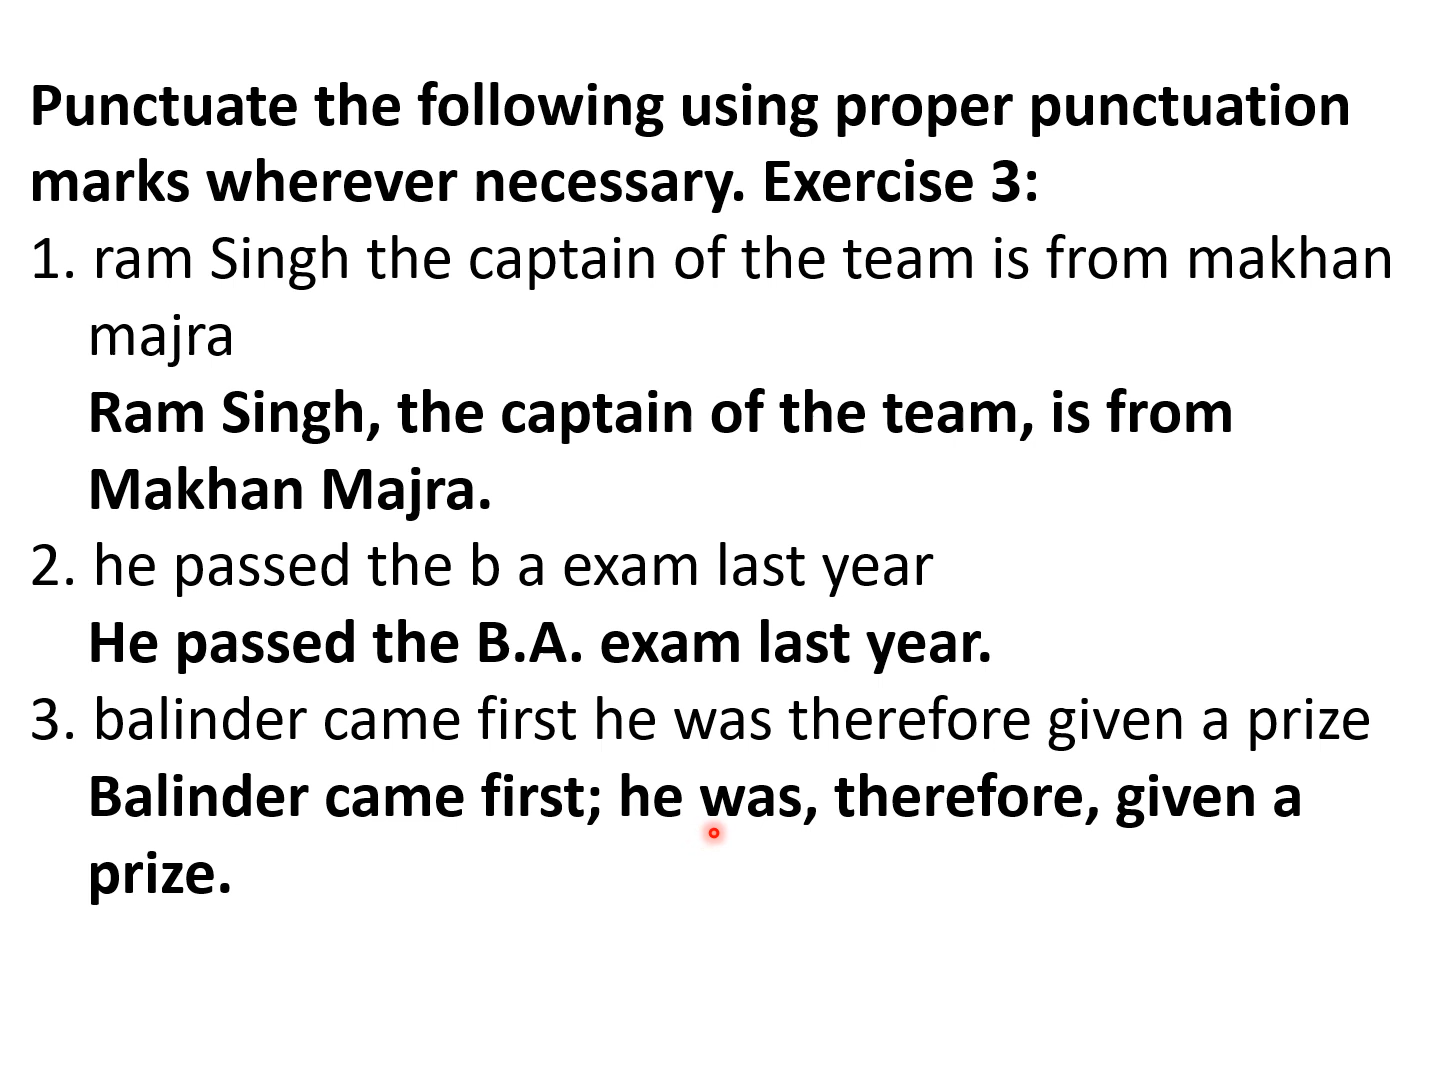 Punctuate the following using proper punctuation
marks wherever necessary. Exercise 3:
1. ram Singh the captain of the team is from makhan
majra
Ram Singh, the captain of the team, is from
Makhan Majra.
2. he passed the b a exam last year
He passed the B.A. exam last year.
3. balinder came first he was therefore given a prize
Balinder came first; he was, therefore, given a
prize.